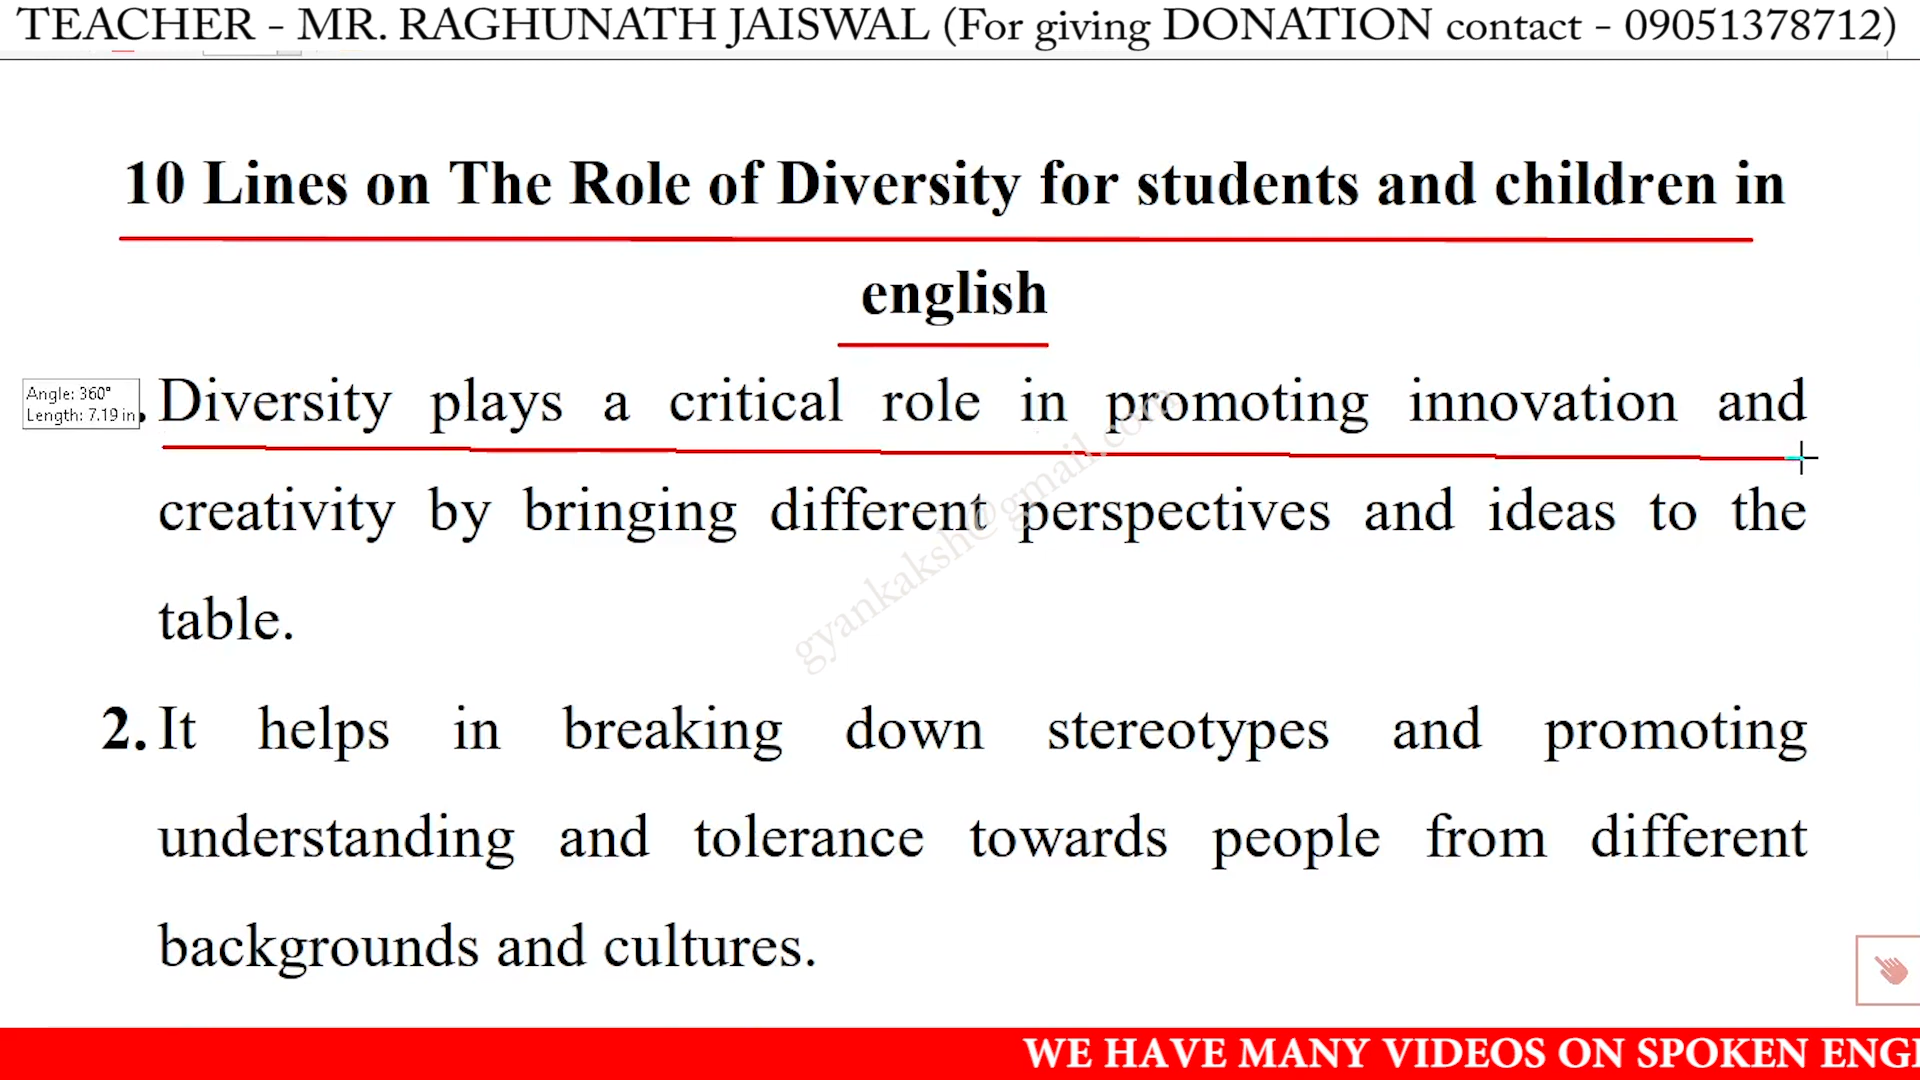 TEACHER - MR. RAGHUNATH JAISWAL (For giving DONATION contact - 09051378712)
10 Lines on The Role of Diversity for students and children in
english
Angle: 360°
Length: 7.19 in
. Diversity plays a critical role in promoting innovation and
creativity by bringing different perspectives and ideas to the
table.
gyankaksh@gmail.com
2. It helps in breaking down stereotypes and promoting
understanding and tolerance towards people from different
backgrounds and cultures.
WE HAVE MANY VIDEOS ON SPOKEN ENG